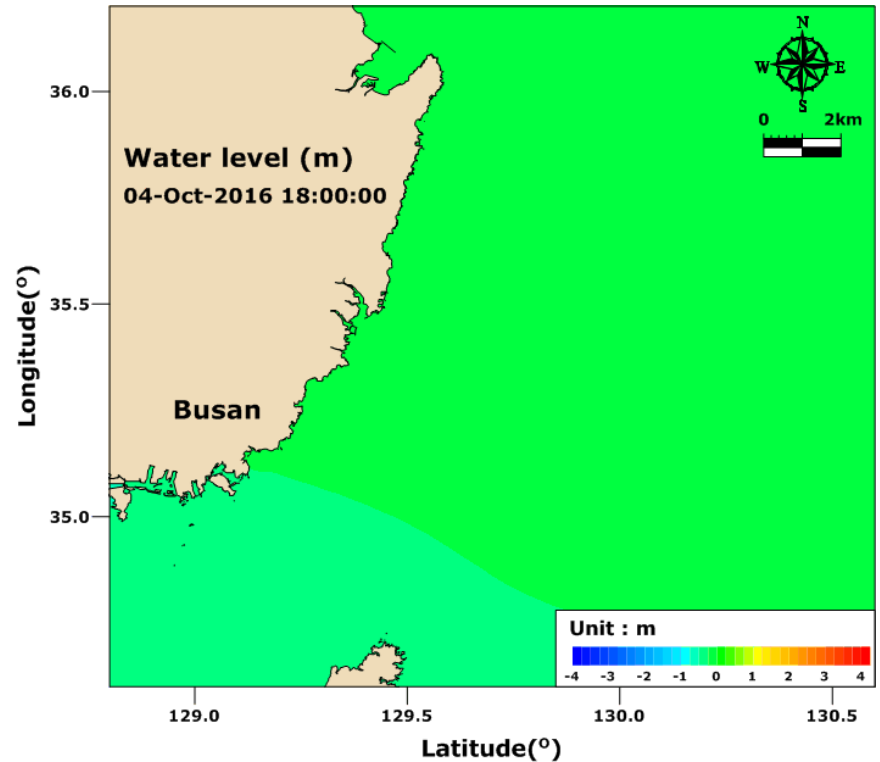 N
W E
S
0 2km
36.0
Water level (m)
04-Oct-2016 18:00:00
35.5
Longitude(º)
Busan
35.0
Unit : m
-4 -3 -2 -1 0 1 2 3 4
129.0 129.5 130.0 130.5
Latitude(º)